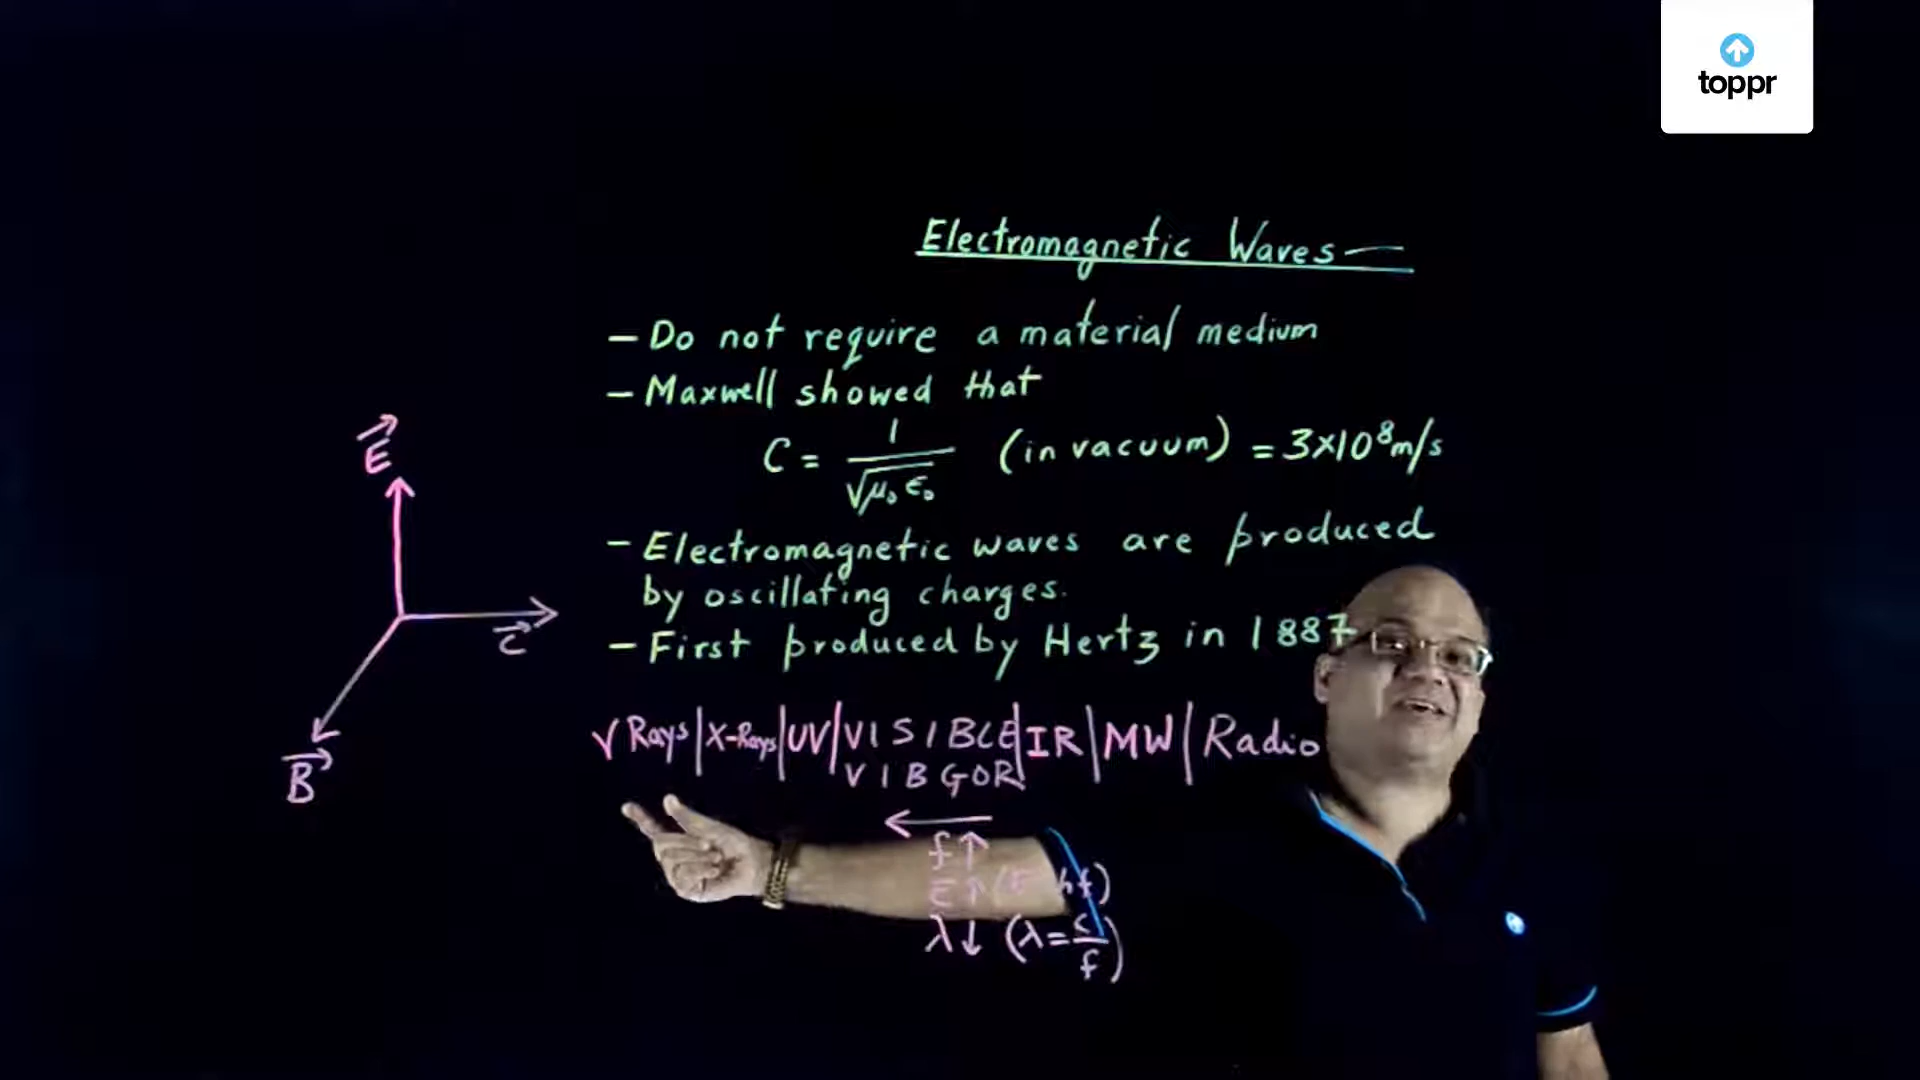 toppr
Electromagnetic Waves —
— Do not require a material medium
— Maxwell showed that
C = 1/√μ₀ε₀ (in vacuum) = 3×10⁸m/s
— Electromagnetic waves are produced
by oscillating charges.
— First produced by Hertz in 1887
E⃗
C⃗
B⃗
γ Rays | X-Rays | UV | VISIBLE | IR | MW | Radio
VIBGOR
←
f↑
E↑ (E hf)
λ↓ (λ = c/f)